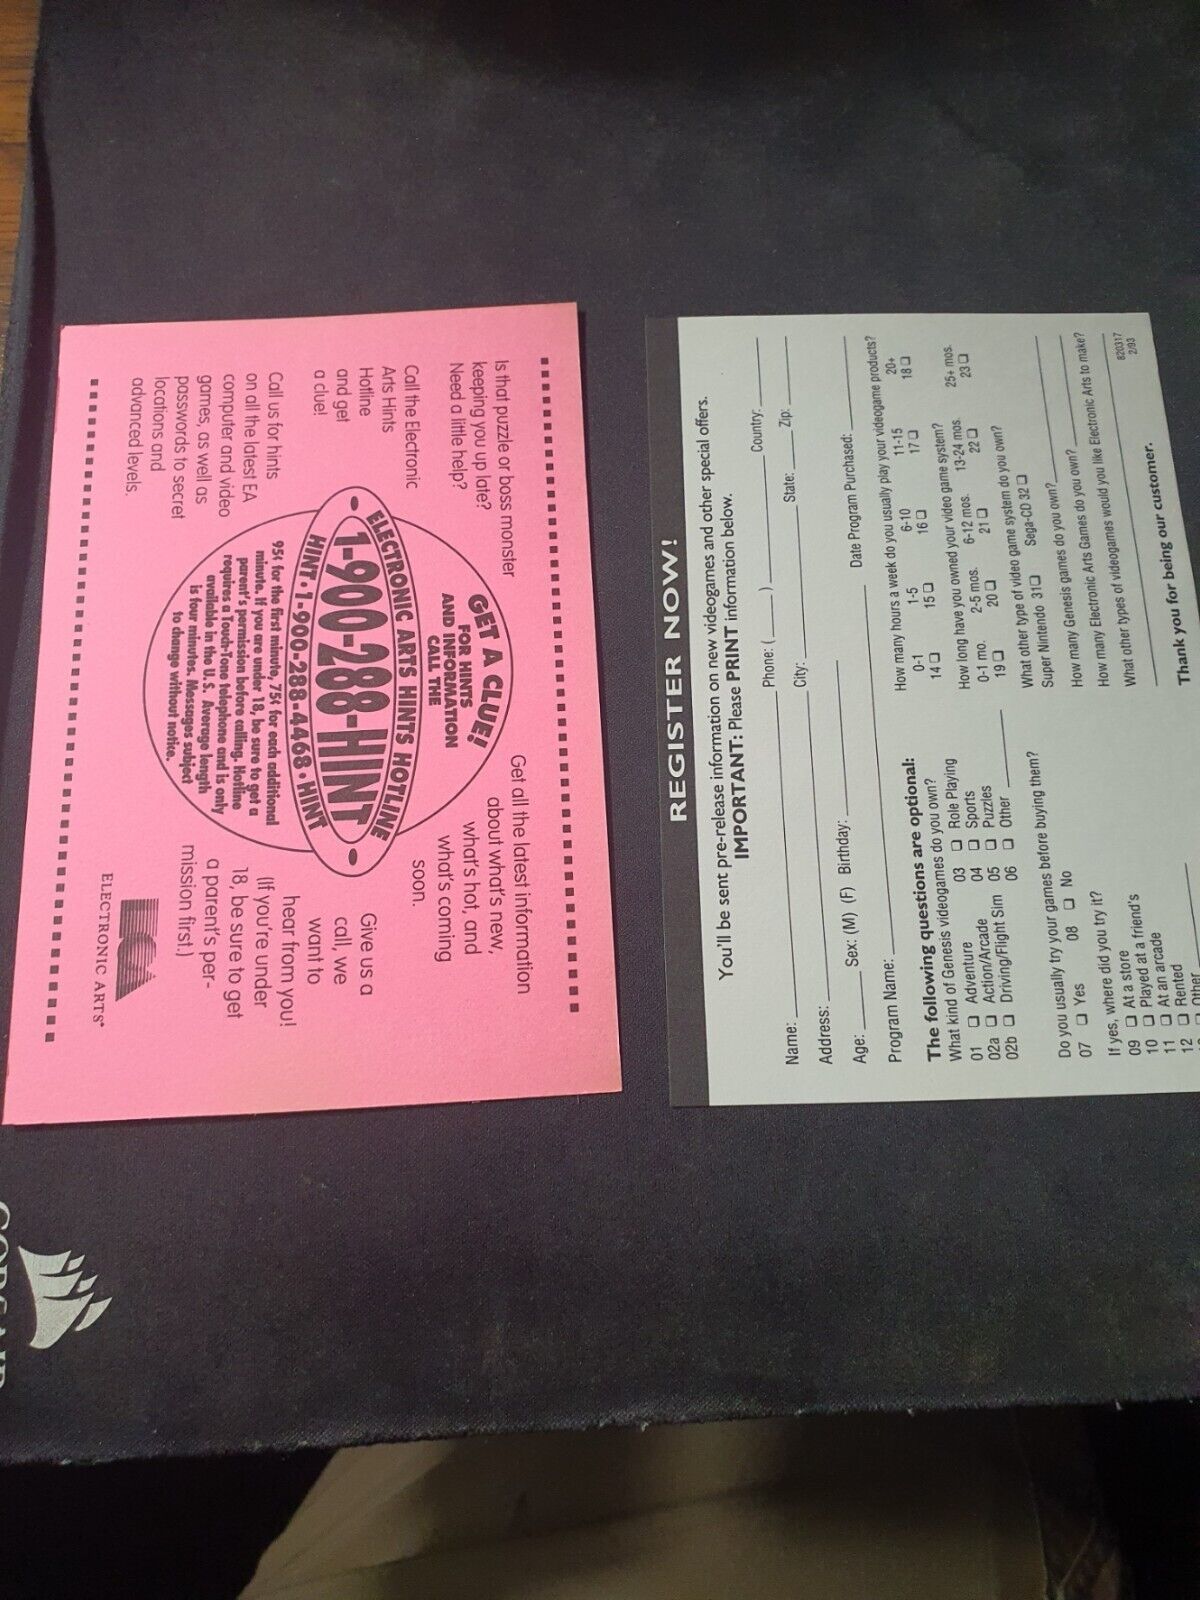 Is that puzzle or boss monster
keeping you up late?
Need a little help?
Call the Electronic
Arts Hints
Hotline
and get
a clue!
Call us for hints
on all the latest EA
computer and video
games, as well as
passwords to secret
locations and
advanced levels.
GET A CLUE!
FOR HINTS
AND INFORMATION
CALL THE
ELECTRONIC ARTS HINTS HOTLINE
1-900-288-HINT
HINT • 1-900-288-4468 • HINT
95¢ for the first minute, 75¢ for each additional
minute. If you are under 18, be sure to get a
parent's permission before calling. Hotline
requires a Touch-Tone telephone and is only
available in the U.S. Average length
is four minutes. Messages subject
to change without notice.
Get all the latest information
about what's new,
what's hot, and
what's coming
soon.
Give us a
call, we
want to
hear from you!
(If you're under
18, be sure to get
a parent's per-
mission first.)
EA
ELECTRONIC ARTS®
REGISTER NOW!
You'll be sent pre-release information on new videogames and other special offers.
IMPORTANT: Please PRINT information below.
Name: Phone: ( ) Country:
Address: City: State: Zip:
Age: Sex: (M) (F) Birthday:
Program Name: Date Program Purchased:
The following questions are optional:
What kind of Genesis videogames do you own?
01 ☐ Adventure 03 ☐ Role Playing
02a ☐ Action/Arcade 04 ☐ Sports
02b ☐ Driving/Flight Sim 05 ☐ Puzzles
06 ☐ Other
Do you usually try your games before buying them?
07 ☐ Yes 08 ☐ No
If yes, where did you try it?
09 ☐ At a store
10 ☐ Played at a friend's
11 ☐ At an arcade
12 ☐ Rented
☐ Other
How many hours a week do you usually play your videogame products?
0-1 1-5 6-10 11-15 20+
14 ☐ 15 ☐ 16 ☐ 17 ☐ 18 ☐
How long have you owned your video game system?
0-1 mo. 2-5 mos. 6-12 mos. 13-24 mos. 25+ mos.
19 ☐ 20 ☐ 21 ☐ 22 ☐ 23 ☐
What other type of video game system do you own?
Super Nintendo 31 ☐ Sega-CD 32 ☐
What other type of video game system do you own?
How many Genesis games do you own?
How many Electronic Arts Games do you own?
What other types of videogames would you like Electronic Arts to make?
Thank you for being our customer.
820317
2/93
CORSAIR